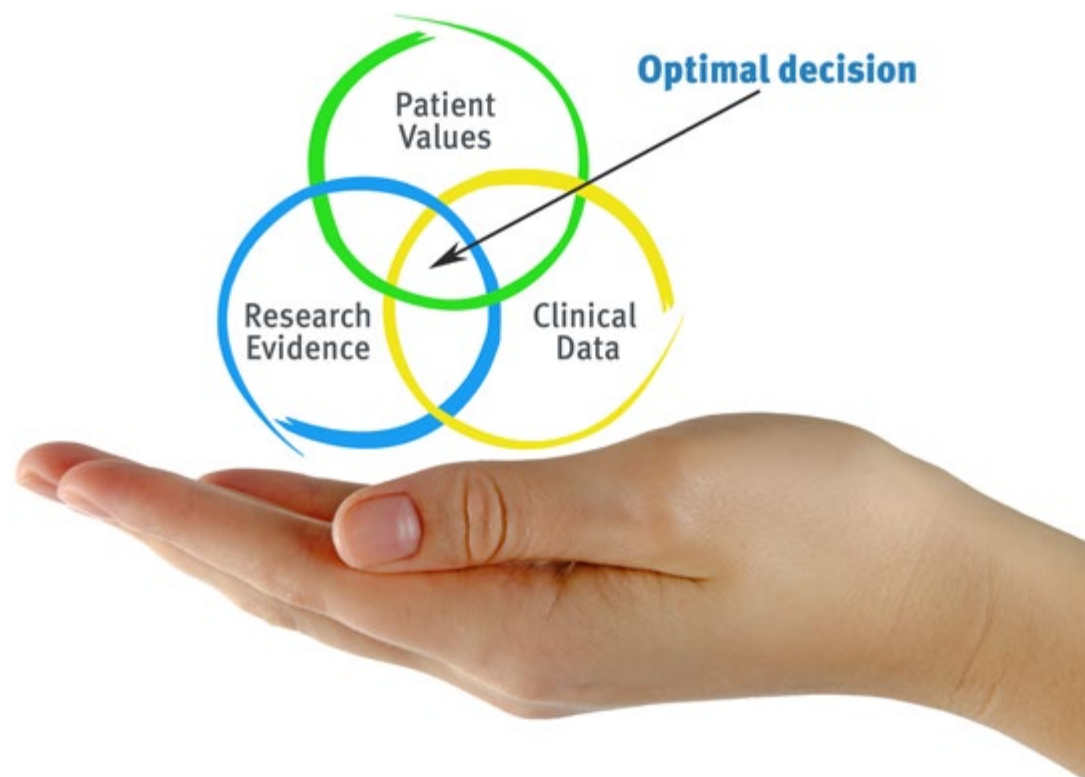 Optimal decision
Patient
Values
Research
Evidence
Clinical
Data